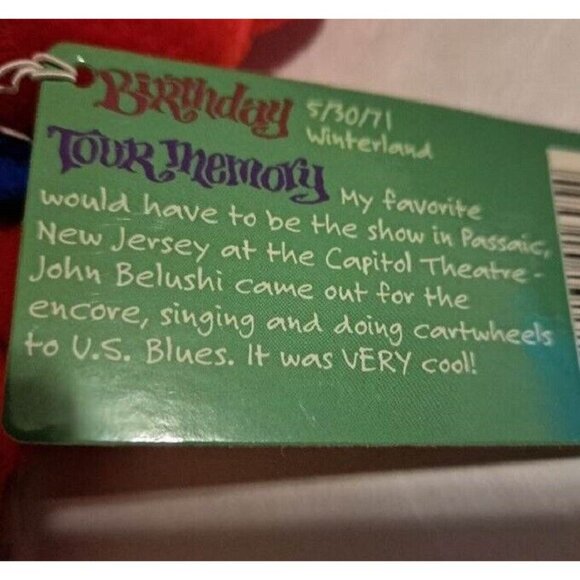 Birthday 5/30/71
Winterland
Tour Memory My favorite
would have to be the show in Passaic,
New Jersey at the Capitol Theatre -
John Belushi came out for the
encore, singing and doing cartwheels
to U.S. Blues. It was VERY cool!